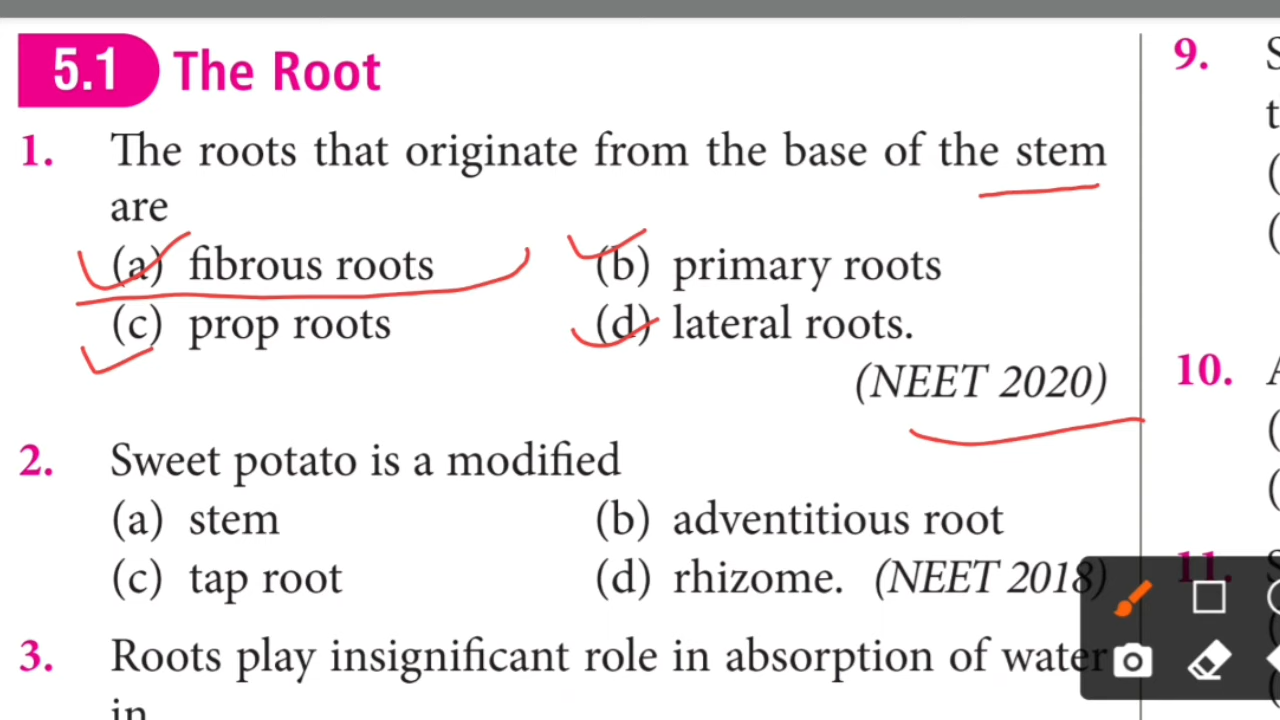 5.1 The Root
1. The roots that originate from the base of the stem
are
(a) fibrous roots (b) primary roots
(c) prop roots (d) lateral roots.
(NEET 2020)
2. Sweet potato is a modified
(a) stem (b) adventitious root
(c) tap root (d) rhizome. (NEET 2018)
3. Roots play insignificant role in absorption of water
in
9.
10.
11.